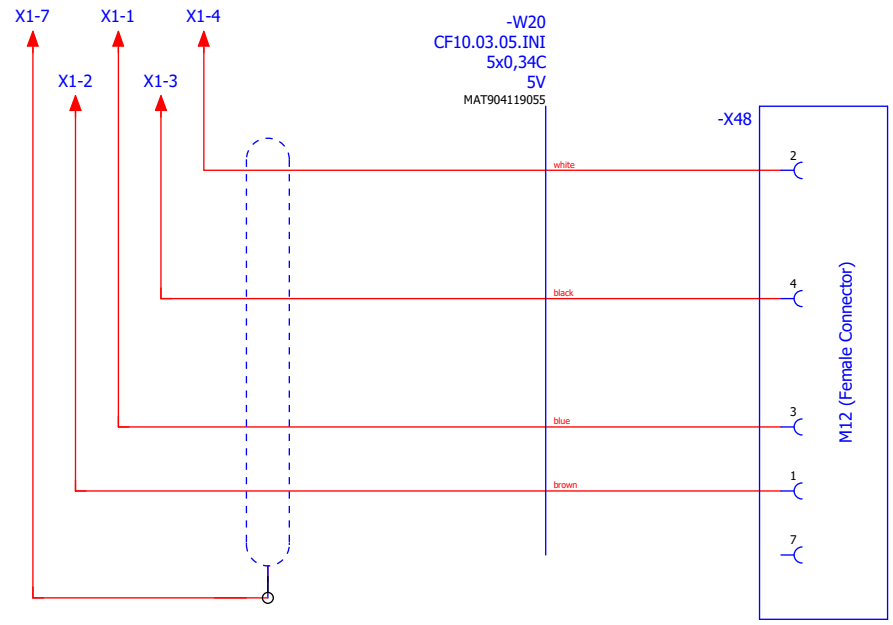 X1-7
X1-1
X1-4
X1-2
X1-3
-W20
CF10.03.05.INI
5x0,34C
5V
MAT904119055
-X48
white
2
black
4
blue
3
brown
1
7
M12 (Female Connector)